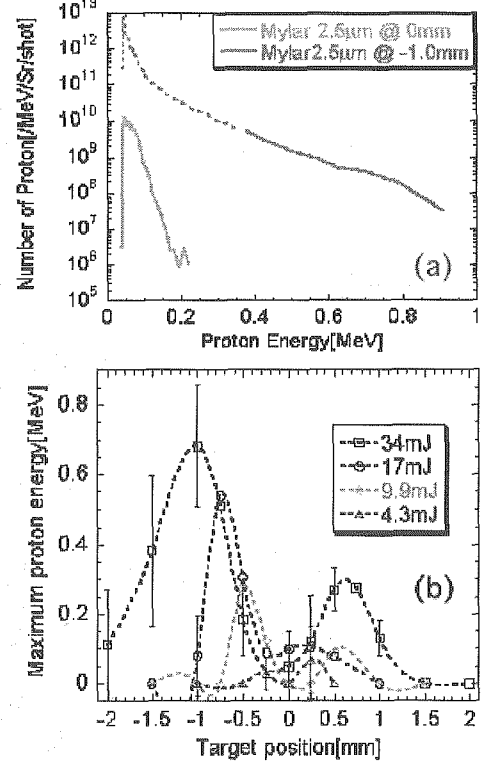 10¹³
10¹²
10¹¹
10¹⁰
10⁹
10⁸
10⁷
10⁶
10⁵
Number of Proton[/MeV/Sr/shot]
Mylar 2.5µm @ 0mm
Mylar2.5µm @ -1.0mm
(a)
0 0.2 0.4 0.6 0.8 1
Proton Energy[MeV]
0.8
0.6
0.4
0.2
0
Maximum proton energy[MeV]
34mJ
17mJ
9.9mJ
4.3mJ
(b)
-2 -1.5 -1 -0.5 0 0.5 1 1.5 2
Target position[mm]